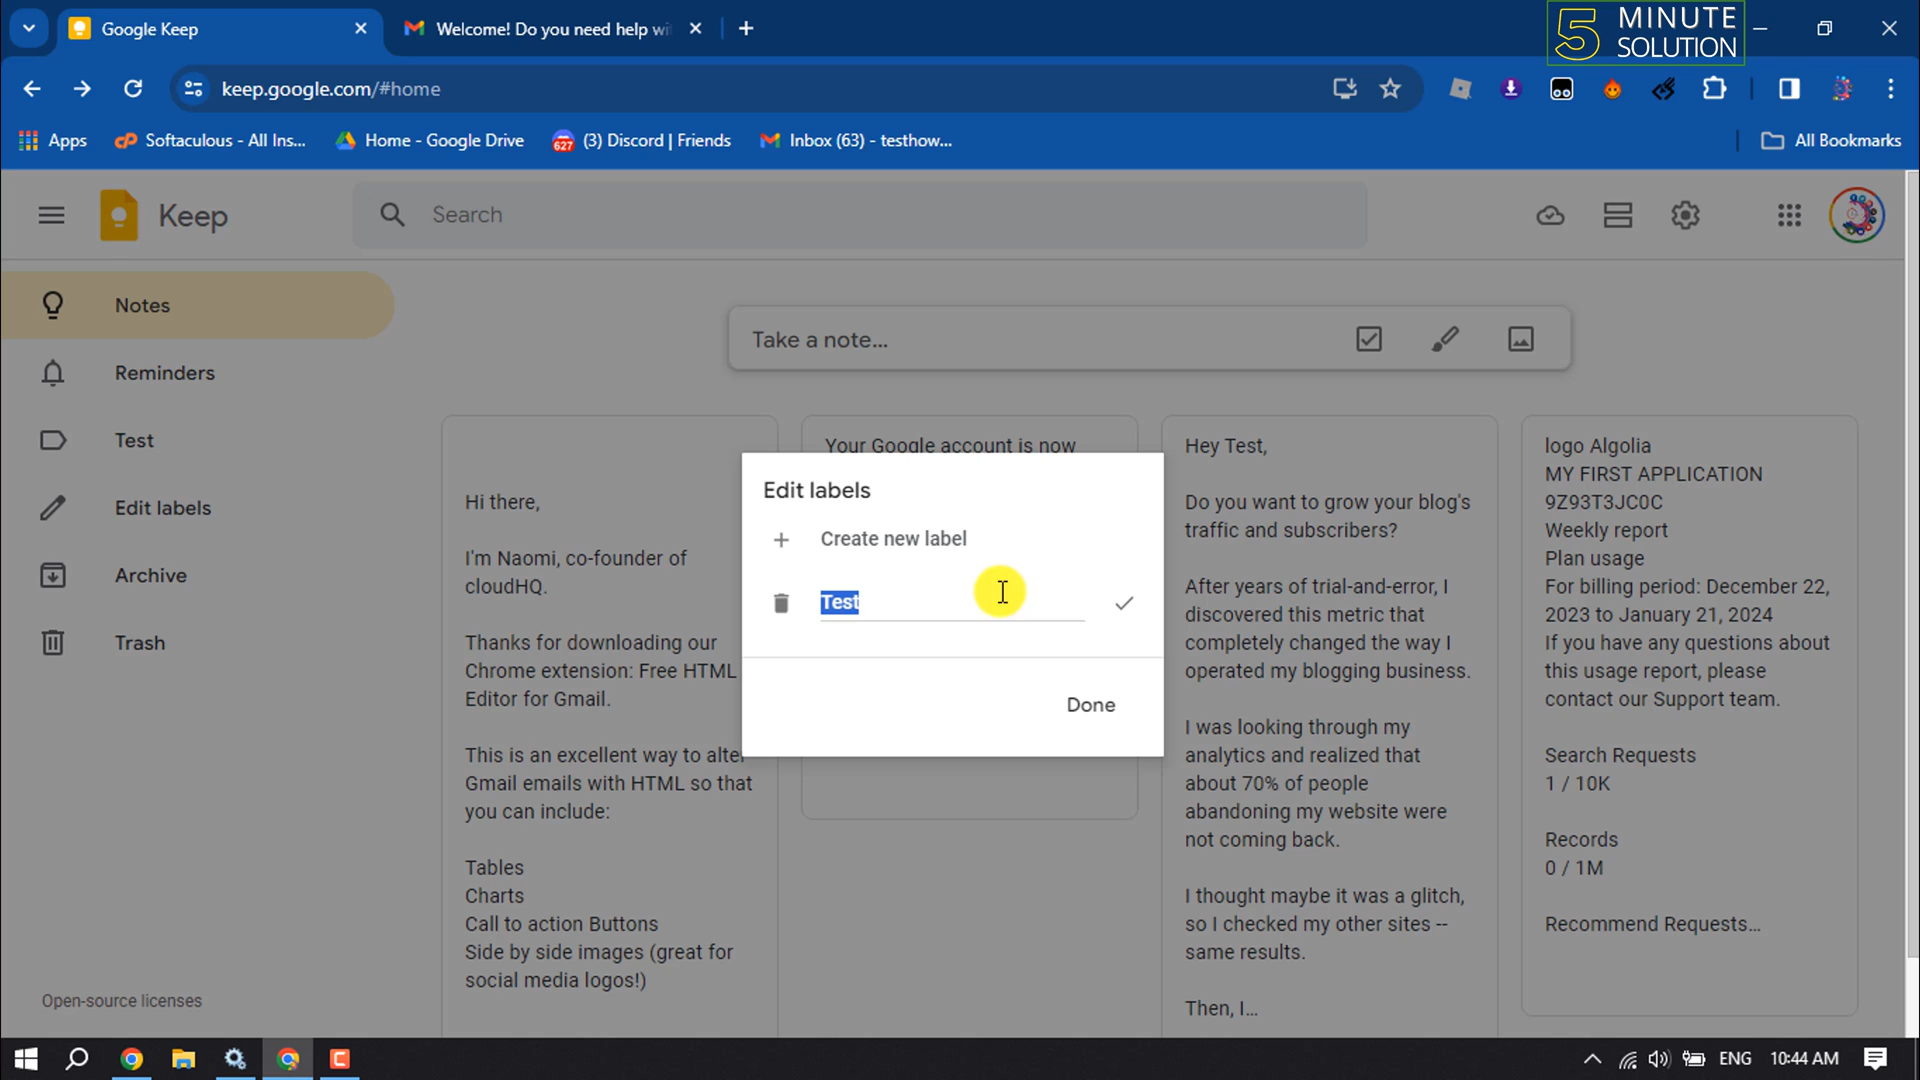 Google Keep
Welcome! Do you need help wi
5 MINUTE
SOLUTION
keep.google.com/#home
Apps
Softaculous - All Ins...
Home - Google Drive
627
(3) Discord | Friends
Inbox (63) - testhow...
All Bookmarks
Keep
Search
Notes
Reminders
Test
Edit labels
Archive
Trash
Open-source licenses
Take a note...
Hi there,
I'm Naomi, co-founder of
cloudHQ.
Thanks for downloading our
Chrome extension: Free HTML
Editor for Gmail.
This is an excellent way to alter
Gmail emails with HTML so that
you can include:
Tables
Charts
Call to action Buttons
Side by side images (great for
social media logos!)
Your Google account is now
Edit labels
Create new label
Test
Done
Hey Test,
Do you want to grow your blog's
traffic and subscribers?
After years of trial-and-error, I
discovered this metric that
completely changed the way I
operated my blogging business.
I was looking through my
analytics and realized that
about 70% of people
abandoning my website were
not coming back.
I thought maybe it was a glitch,
so I checked my other sites --
same results.
Then, I...
logo Algolia
MY FIRST APPLICATION
9Z93T3JC0C
Weekly report
Plan usage
For billing period: December 22,
2023 to January 21, 2024
If you have any questions about
this usage report, please
contact our Support team.
Search Requests
1 / 10K
Records
0 / 1M
Recommend Requests...
ENG
10:44 AM